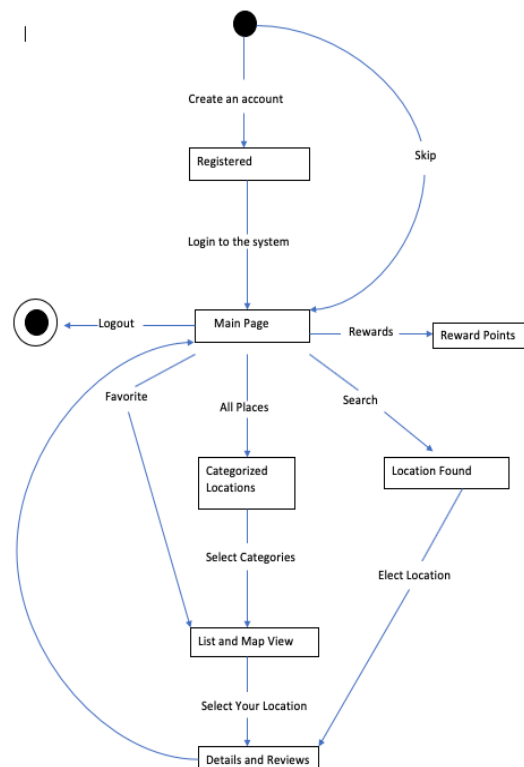 Create an account
Registered
Skip
Login to the system
Logout
Main Page
Rewards
Reward Points
Favorite
All Places
Search
Categorized
Locations
Location Found
Select Categories
Elect Location
List and Map View
Select Your Location
Details and Reviews